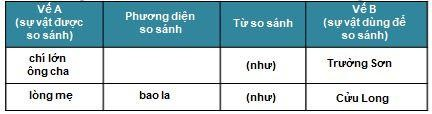 Vế A
(sự vật được
so sánh)
Phương diện
so sánh
Từ so sánh
Vế B
(sự vật dùng để
so sánh)
chí lớn
ông cha
(như)
Trường Sơn
lòng mẹ
bao la
(như)
Cửu Long